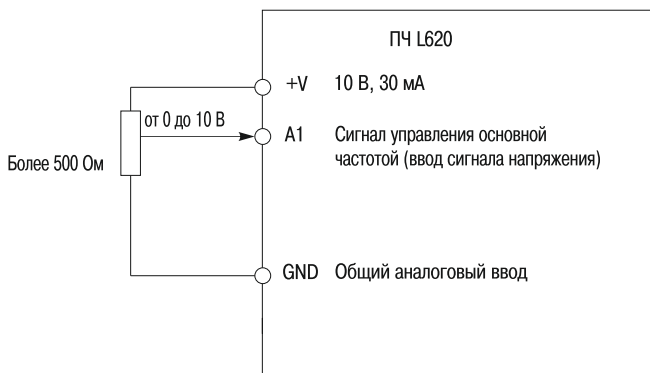 ПЧ L620
+V 10 В, 30 мА
от 0 до 10 В
A1 Сигнал управления основной
частотой (ввод сигнала напряжения)
Более 500 Ом
GND Общий аналоговый ввод